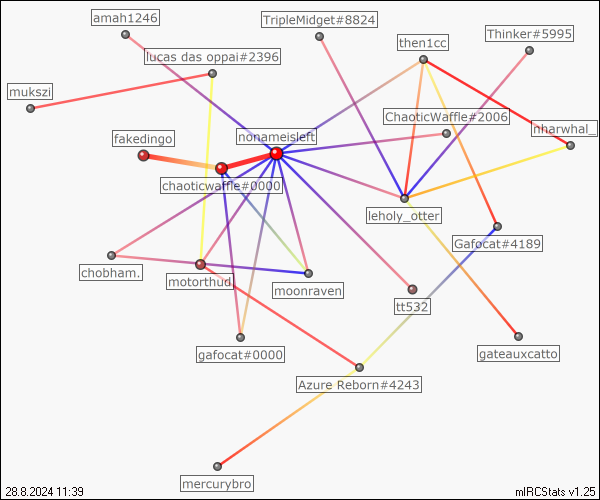 amah1246
TripleMidget#8824
Thinker#5995
then1cc
lucas das oppai#2396
mukszi
ChaoticWaffle#2006
nharwhal_
fakedingo
nonameisleft
chaoticwaffle#0000
leholy_otter
Gafocat#4189
chobham.
motorthud
moonraven
tt532
gafocat#0000
gateauxcatto
Azure Reborn#4243
mercurybro
28.8.2024 11:39
mIRCStats v1.25